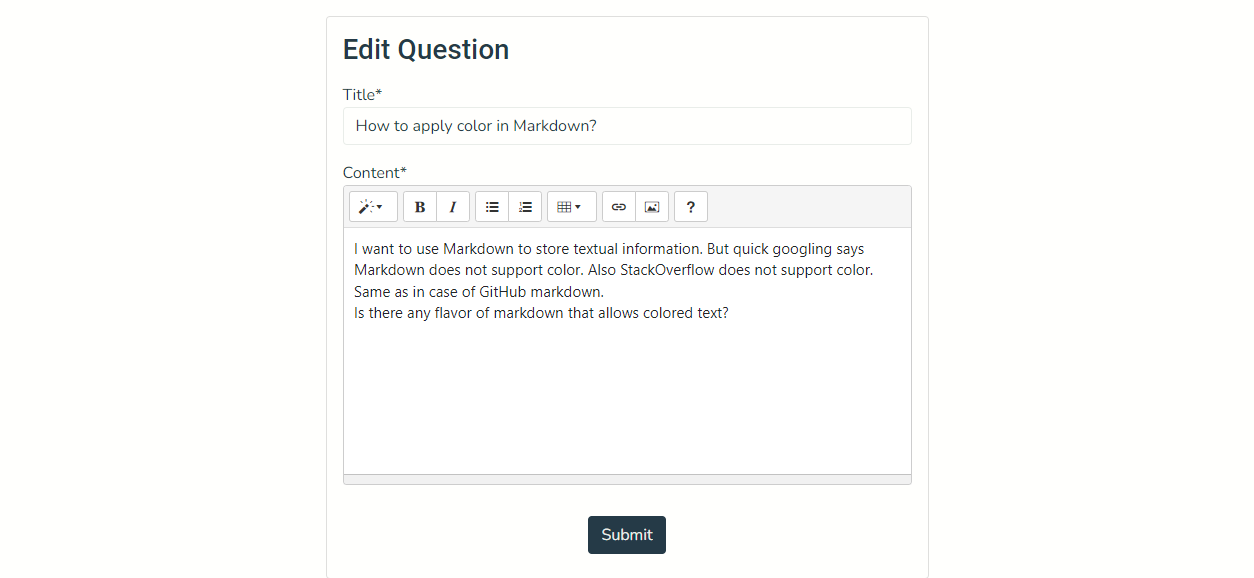 Edit Question
Title*
How to apply color in Markdown?
Content*
B I ?
I want to use Markdown to store textual information. But quick googling says
Markdown does not support color. Also StackOverflow does not support color.
Same as in case of GitHub markdown.
Is there any flavor of markdown that allows colored text?
Submit